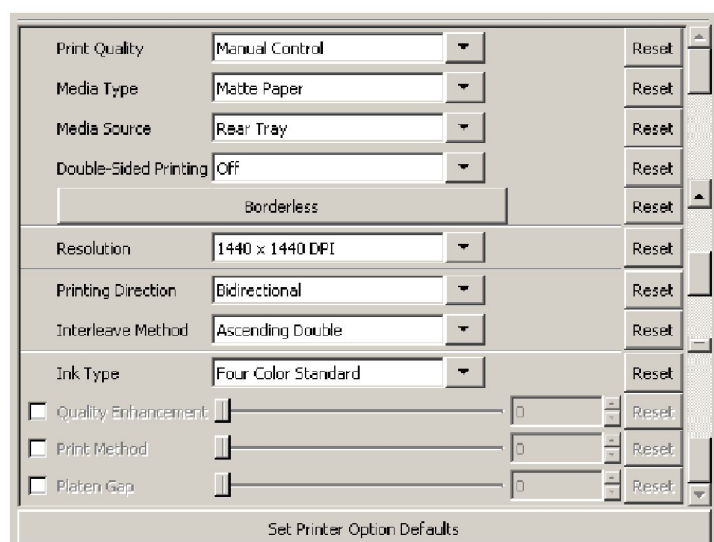 Print Quality Manual Control Reset
Media Type Matte Paper Reset
Media Source Rear Tray Reset
Double-Sided Printing Off Reset
Borderless Reset
Resolution 1440 x 1440 DPI Reset
Printing Direction Bidirectional Reset
Interleave Method Ascending Double Reset
Ink Type Four Color Standard Reset
Quality Enhancement 0 Reset
Print Method 0 Reset
Platen Gap 0 Reset
Set Printer Option Defaults